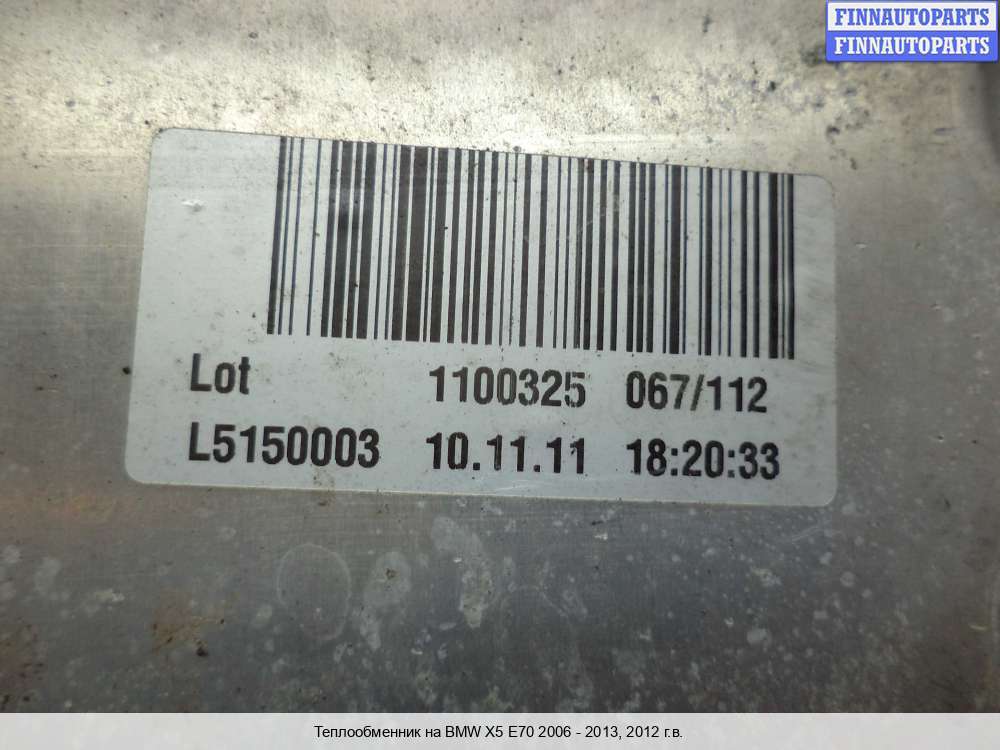 FINNAUTOPARTS
FINNAUTOPARTS
Lot 1100325 067/112
L5150003 10.11.11 18:20:33
Теплообменник на BMW X5 E70 2006 - 2013, 2012 г.в.